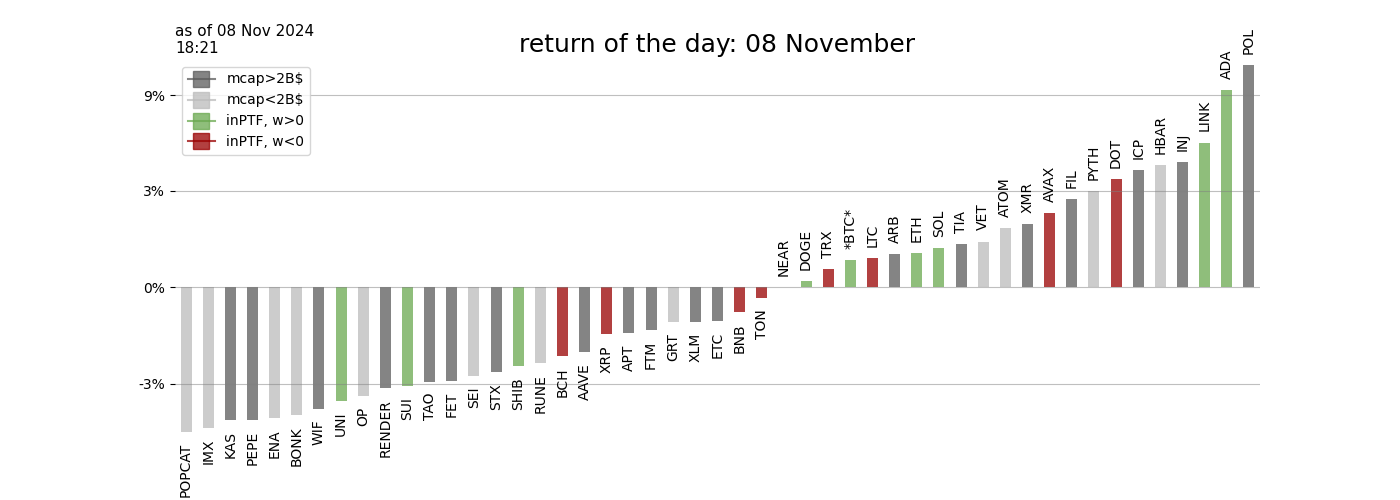 as of 08 Nov 2024
18:21
return of the day: 08 November
mcap>2B$
mcap<2B$
inPTF, w>0
inPTF, w<0
9%
3%
0%
-3%
POPCAT
IMX
KAS
PEPE
ENA
BONK
WIF
UNI
OP
RENDER
SUI
TAO
FET
SEI
STX
SHIB
RUNE
BCH
AAVE
XRP
APT
FTM
GRT
XLM
ETC
BNB
TON
NEAR
DOGE
TRX
*BTC*
LTC
ARB
ETH
SOL
TIA
VET
ATOM
XMR
AVAX
FIL
PYTH
DOT
ICP
HBAR
INJ
LINK
ADA
POL